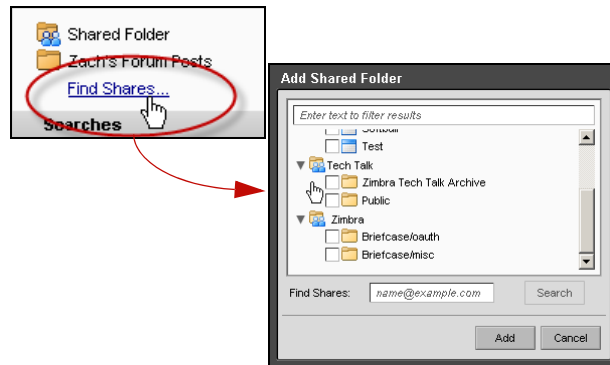 Shared Folder
Zach's Forum Posts
Find Shares...
Searches
Add Shared Folder
Enter text to filter results
Softball
Test
Tech Talk
Zimbra Tech Talk Archive
Public
Zimbra
Briefcase/oauth
Briefcase/misc
Find Shares: name@example.com Search
Add Cancel